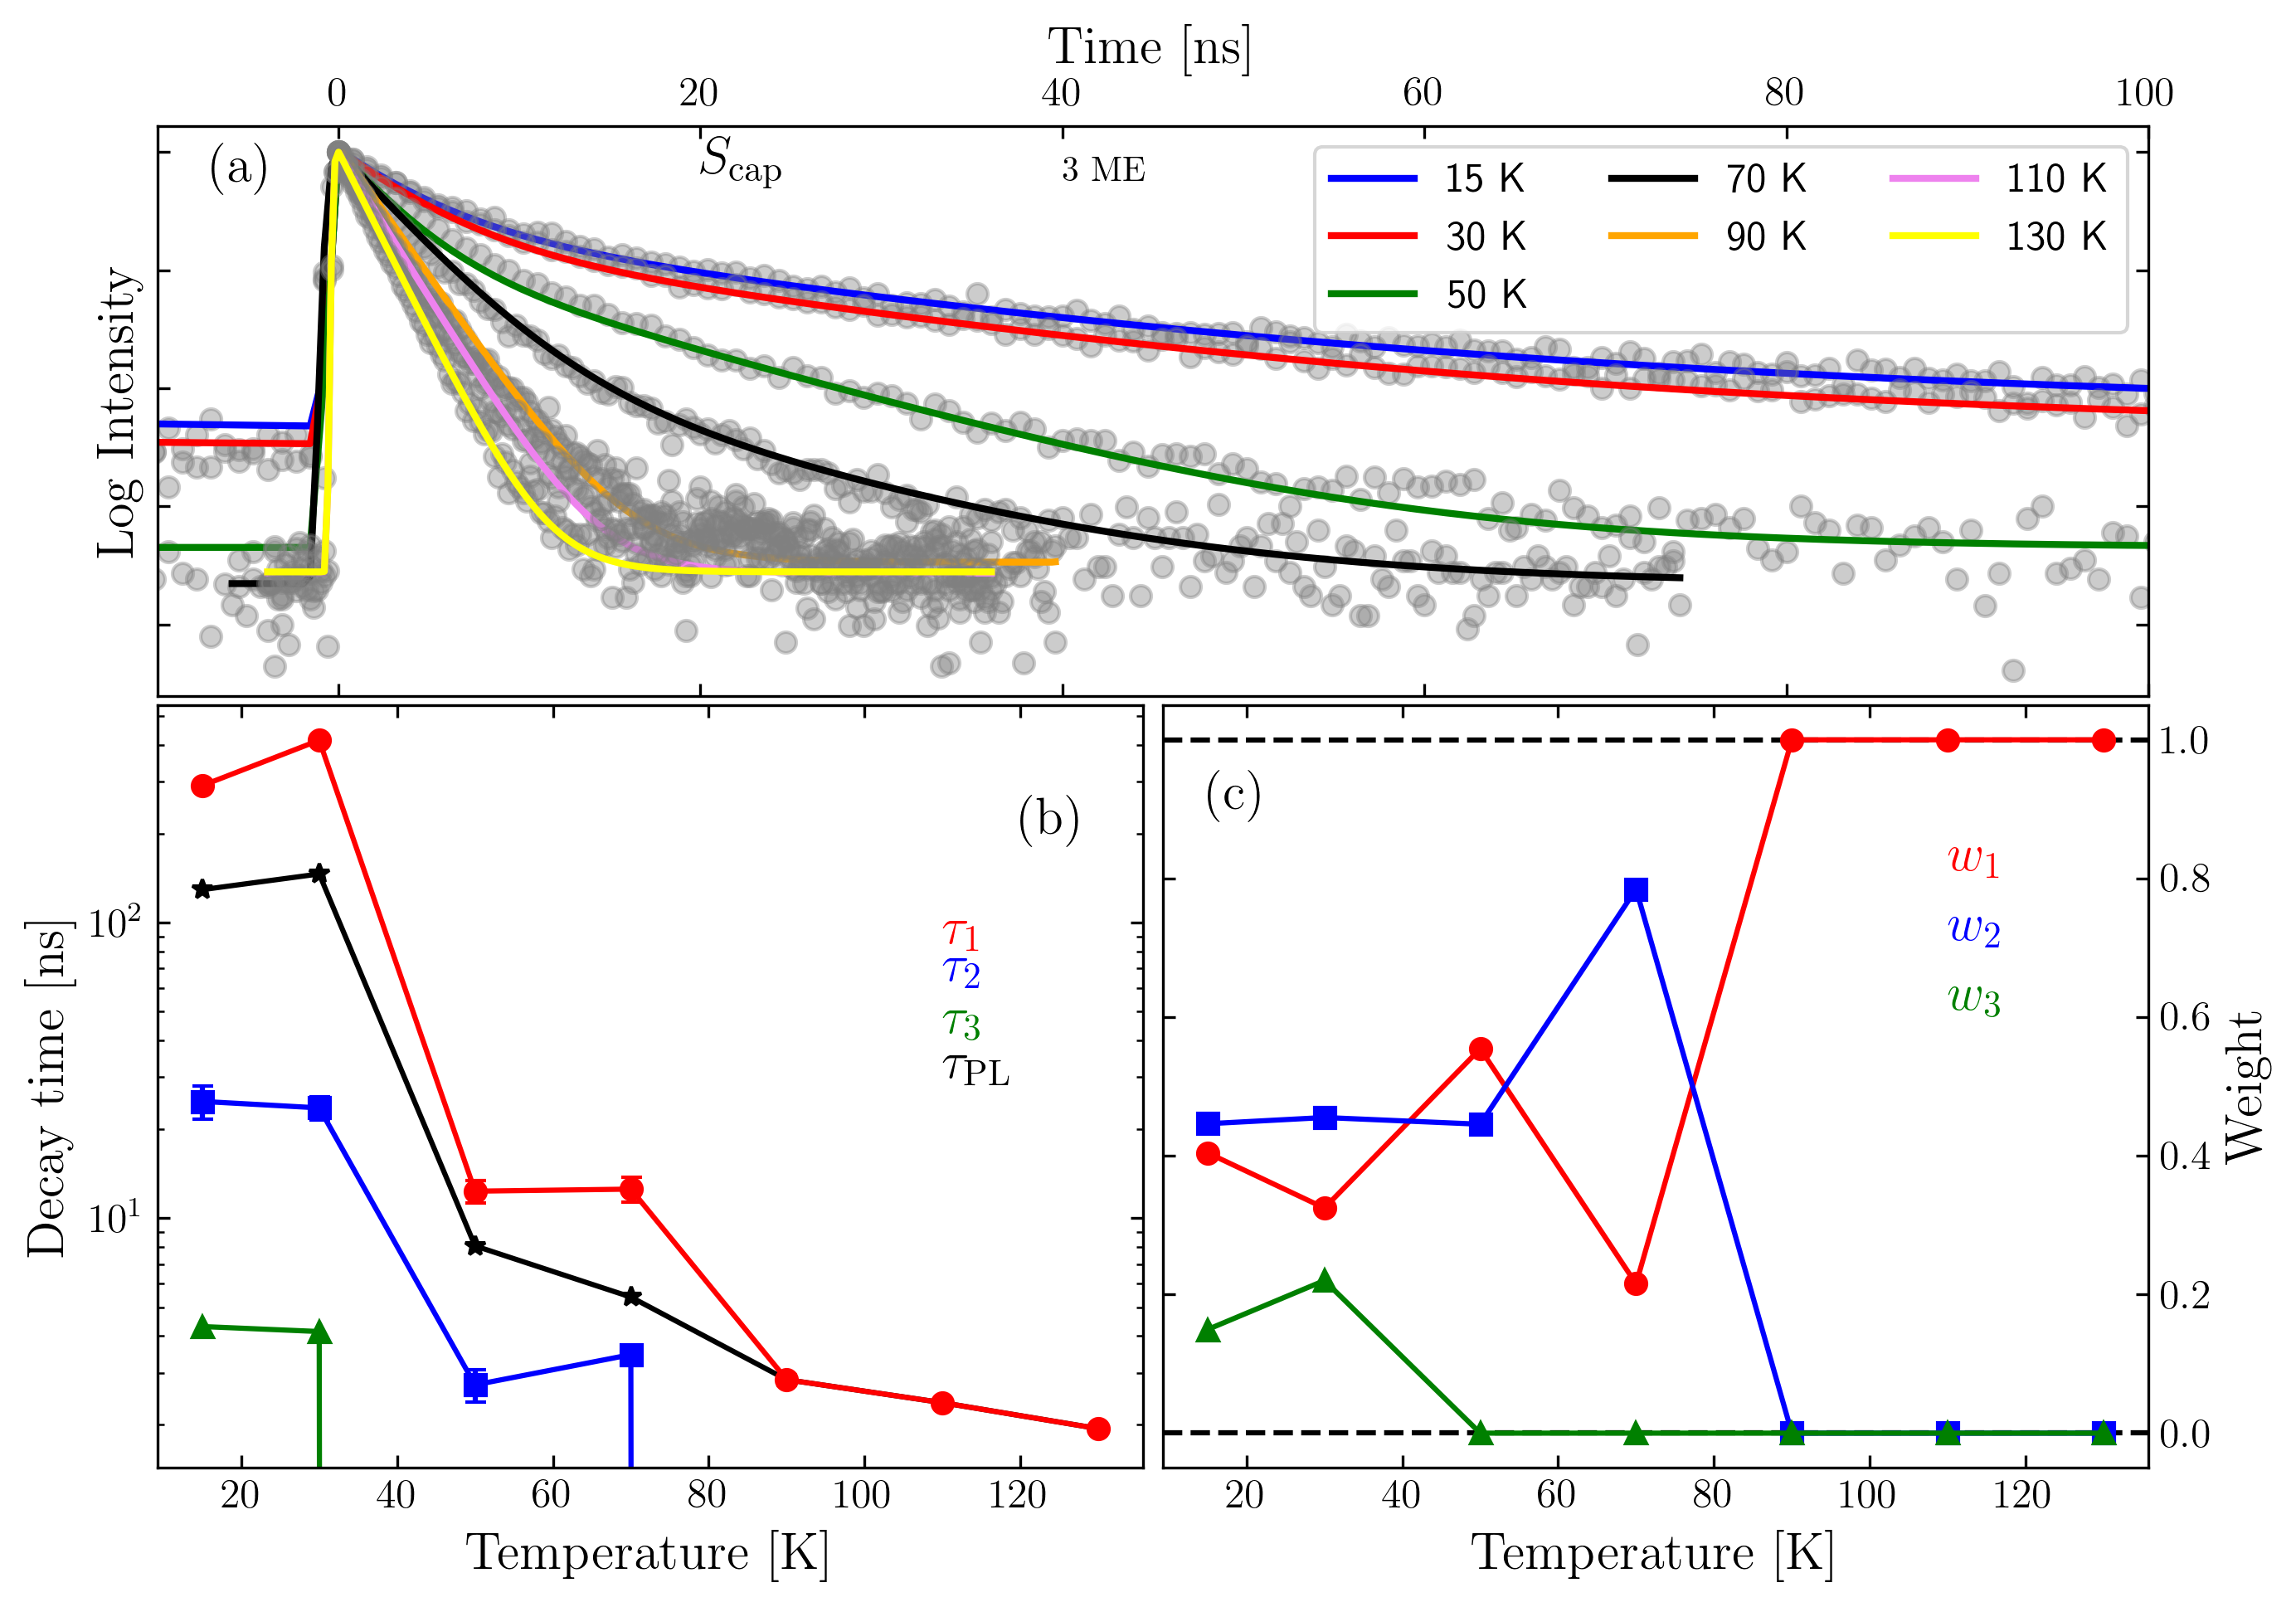 Time [ns]
0 20 40 60 80 100
(a) S_cap 3 ME
15 K 70 K 110 K
30 K 90 K 130 K
50 K
Log Intensity
(b)
τ_1
τ_2
τ_3
τ_PL
10^2
10^1
Decay time [ns]
20 40 60 80 100 120
Temperature [K]
(c)
w_1
w_2
w_3
1.0
0.8
0.6
0.4
0.2
0.0
Weight
20 40 60 80 100 120
Temperature [K]